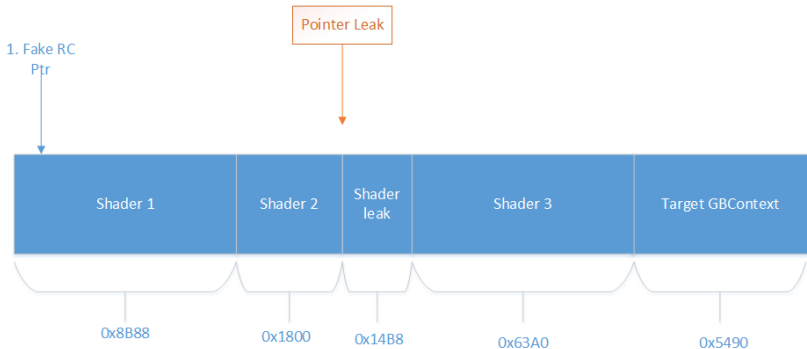 Pointer Leak
1. Fake RC
Ptr
Shader 1
Shader 2
Shader
leak
Shader 3
Target GBContext
0x8B88
0x1800
0x14B8
0x63A0
0x5490